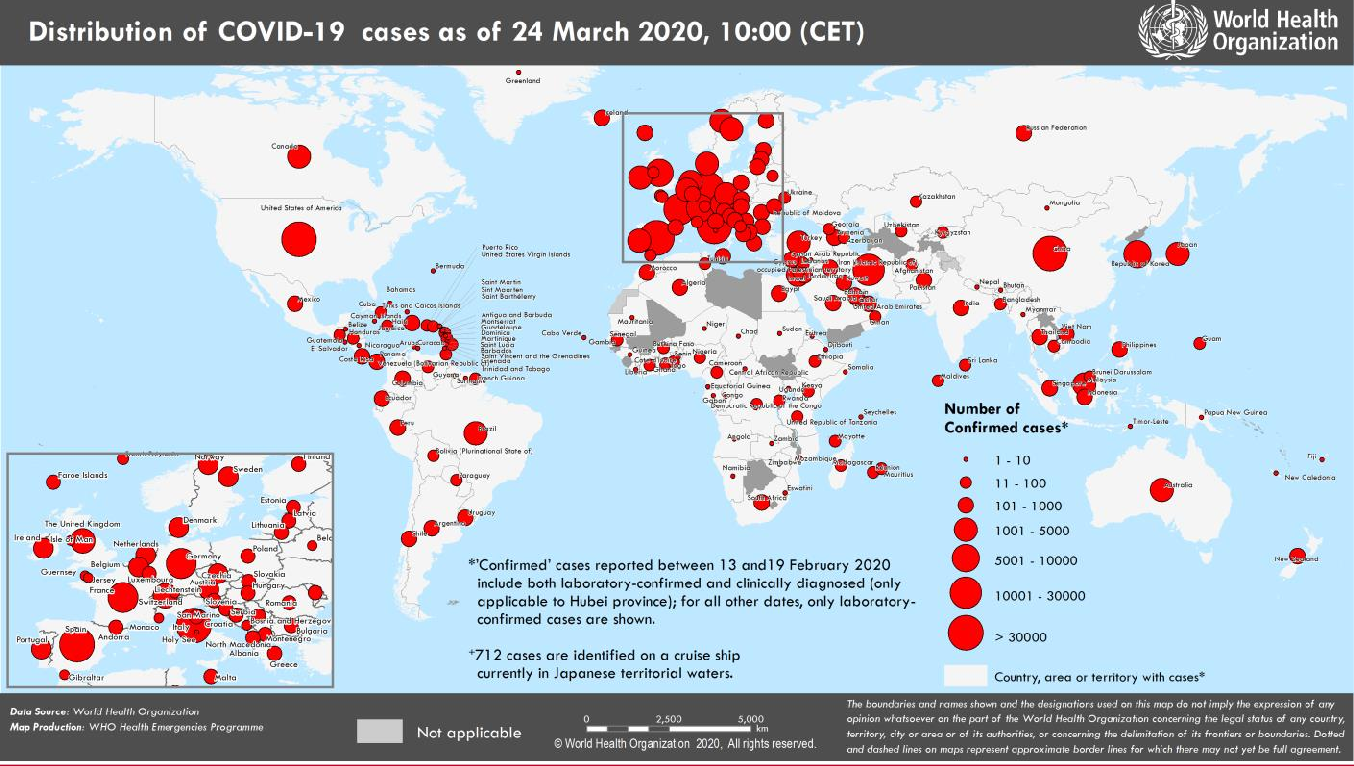 Distribution of COVID-19 cases as of 24 March 2020, 10:00 (CET)
World Health
Organization
Greenland
Iceland
Russian Federation
Canada
United States of America
Ukraine
Kazakhstan
Mongolia
Republic of Moldova
Georgia
Uzbekistan
Kyrgyzstan
Turkey
Azerbaijan
China
Japan
Republic of Korea
Puerto Rico
United States Virgin Islands
Bermuda
Tunisia
Morocco
Algeria
Afghanistan
Pakistan
Nepal
Bhutan
Saint Martin
Sint Maarten
Saint Barthélemy
Bahamas
Mexico
Cuba
Turks and Caicos Islands
Egypt
Saudi Arabia
Qatar
United Arab Emirates
Oman
India
Bangladesh
Myanmar
Cayman Islands
Antigua and Barbuda
Montserrat
Guadeloupe
Dominica
Martinique
Saint Lucia
Barbados
Saint Vincent and the Grenadines
Grenada
Trinidad and Tobago
French Guiana
Belize
Honduras
Haiti
Jamaica
Guatemala
El Salvador
Nicaragua
Aruba
Curacao
Costa Rica
Panama
Venezuela (Bolivarian Republic of)
Guyana
Suriname
Colombia
Cabo Verde
Mauritania
Senegal
Gambia
Niger
Chad
Sudan
Eritrea
Djibouti
Burkina Faso
Guinea
Benin
Nigeria
Togo
Ghana
Liberia
Cameroon
Central African Republic
Ethiopia
Somalia
Viet Nam
Thailand
Cambodia
Philippines
Guam
Sri Lanka
Maldives
Brunei Darussalam
Malaysia
Singapore
Indonesia
Equatorial Guinea
Gabon
Congo
Uganda
Kenya
Rwanda
Democratic Republic of the Congo
United Republic of Tanzania
Seychelles
Papua New Guinea
Timor-Leste
Ecuador
Peru
Brazil
Bolivia (Plurinational State of)
Paraguay
Uruguay
Argentina
Chile
Angola
Zambia
Mayotte
Mozambique
Madagascar
Zimbabwe
Namibia
Réunion
Mauritius
Eswatini
South Africa
Fiji
New Caledonia
Australia
New Zealand
Number of
Confirmed cases*
1 - 10
11 - 100
101 - 1000
1001 - 5000
5001 - 10000
10001 - 30000
> 30000
Country, area or territory with cases*
French Polynesia
Norway
Sweden
Finland
Faroe Islands
Estonia
Latvia
Lithuania
Denmark
The United Kingdom
Ireland
Isle of Man
Netherlands
Germany
Poland
Belgium
Guernsey
Jersey
Luxembourg
Czechia
Slovakia
Hungary
France
Liechtenstein
Austria
Switzerland
Slovenia
Romania
San Marino
Serbia
Monaco
Italy
Croatia
Bosnia and Herzegov
Bulgaria
Spain
Andorra
Holy See
Montenegro
Portugal
North Macedonia
Albania
Greece
Gibraltar
Malta
*'Confirmed' cases reported between 13 and19 February 2020
include both laboratory-confirmed and clinically diagnosed (only
applicable to Hubei province); for all other dates, only laboratory-
confirmed cases are shown.
+712 cases are identified on a cruise ship
currently in Japanese territorial waters.
Data Source: World Health Organization
Map Production: WHO Health Emergencies Programme
Not applicable
0 2,500 5,000
km
© World Health Organization 2020, All rights reserved.
The boundaries and names shown and the designations used on this map do not imply the expression of any
opinion whatsoever on the part of the World Health Organization concerning the legal status of any country,
territory, city or area or of its authorities, or concerning the delimitation of its frontiers or boundaries. Dotted
and dashed lines on maps represent approximate border lines for which there may not yet be full agreement.